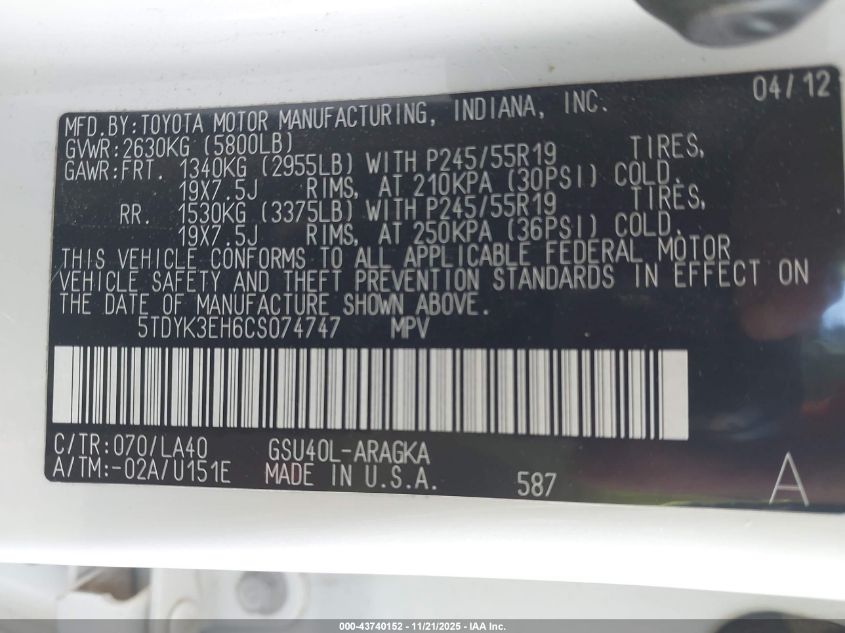 04/12
MFD.BY:TOYOTA MOTOR MANUFACTURING, INDIANA, INC.
GVWR:2630KG (5800LB)
GAWR:FRT. 1340KG (2955LB) WITH P245/55R19 TIRES,
19X7.5J RIMS, AT 210KPA (30PSI) COLD.
RR. 1530KG (3375LB) WITH P245/55R19 TIRES,
19X7.5J RIMS, AT 250KPA (36PSI) COLD.
THIS VEHICLE CONFORMS TO ALL APPLICABLE FEDERAL MOTOR
VEHICLE SAFETY AND THEFT PREVENTION STANDARDS IN EFFECT ON
THE DATE OF MANUFACTURE SHOWN ABOVE.
5TDYK3EH6CS074747 MPV
C/TR:070/LA40 GSU40L-ARAGKA
A/TM:-02A/U151E MADE IN U.S.A. 587 A
000-43740152 - 11/21/2025 - IAA Inc.